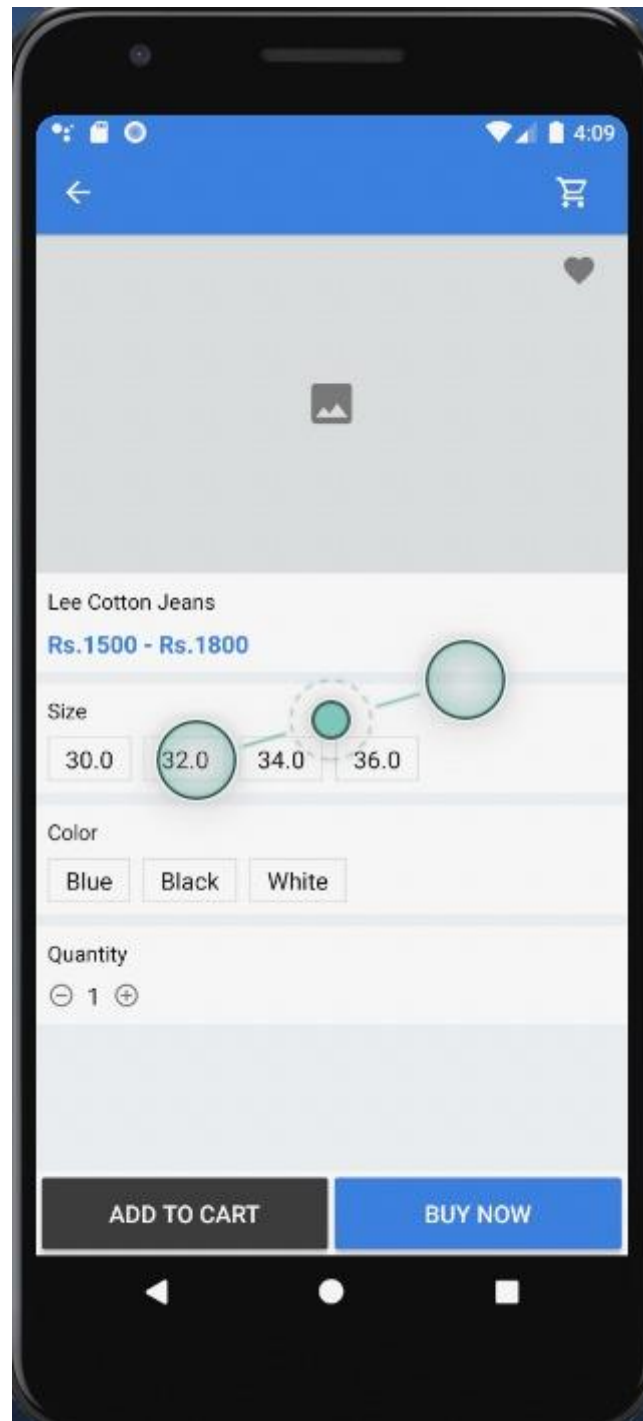 4:09
Lee Cotton Jeans
Rs.1500 - Rs.1800
Size
30.0 32.0 34.0 36.0
Color
Blue Black White
Quantity
1
ADD TO CART BUY NOW